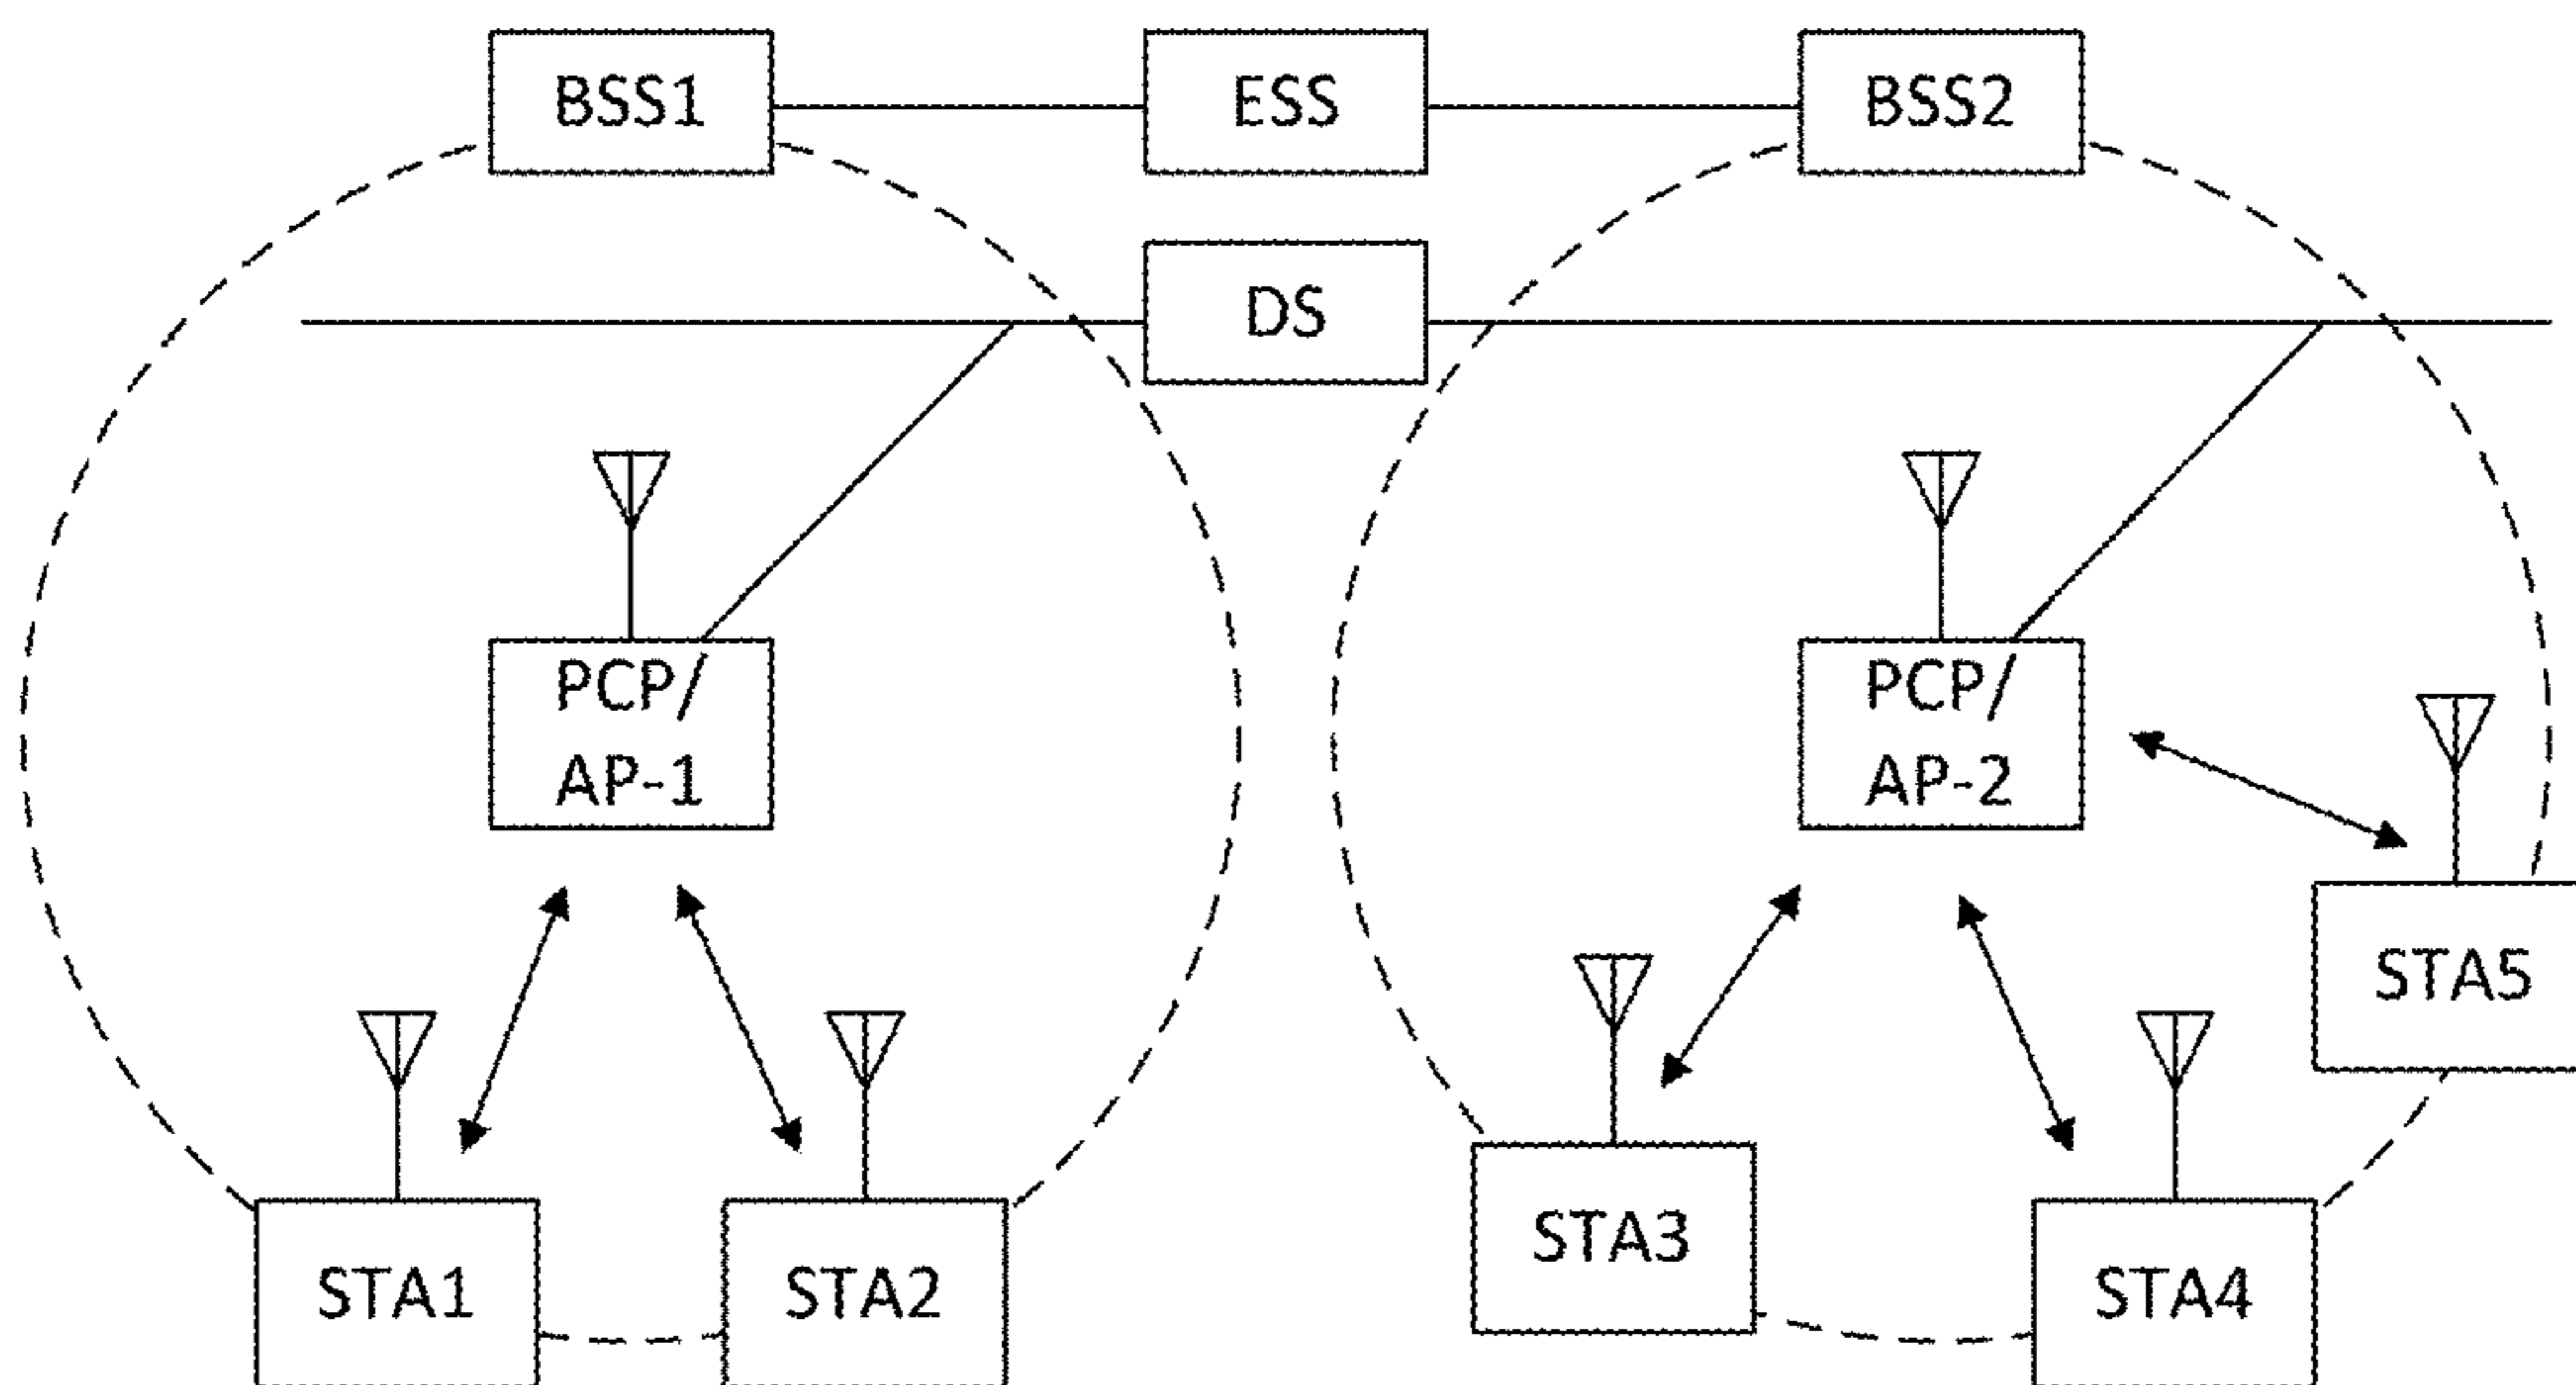 BSS1
ESS
BSS2
DS
PCP/
AP-1
PCP/
AP-2
STA5
STA3
STA1
STA2
STA4